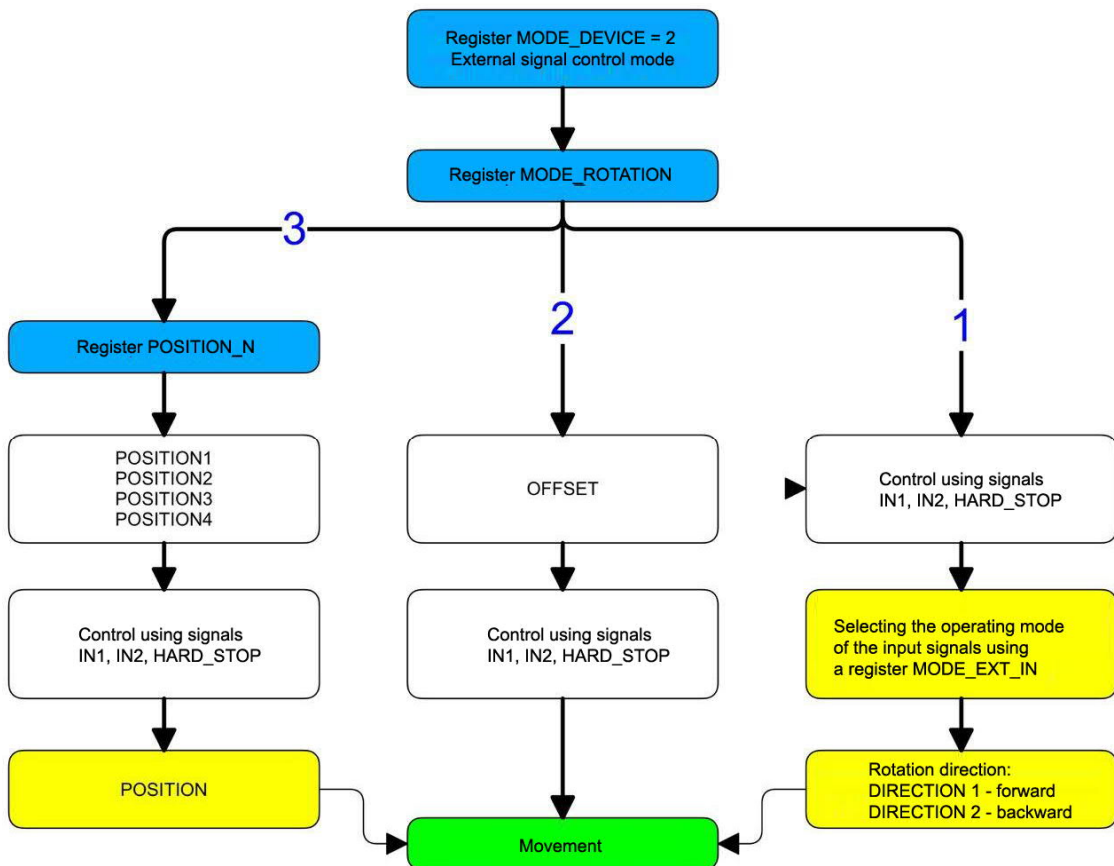 Register MODE_DEVICE = 2
External signal control mode
Register MODE_ROTATION
3
2
1
Register POSITION_N
POSITION1
POSITION2
POSITION3
POSITION4
OFFSET
Control using signals
IN1, IN2, HARD_STOP
Control using signals
IN1, IN2, HARD_STOP
Control using signals
IN1, IN2, HARD_STOP
Selecting the operating mode
of the input signals using
a register MODE_EXT_IN
POSITION
Rotation direction:
DIRECTION 1 - forward
DIRECTION 2 - backward
Movement